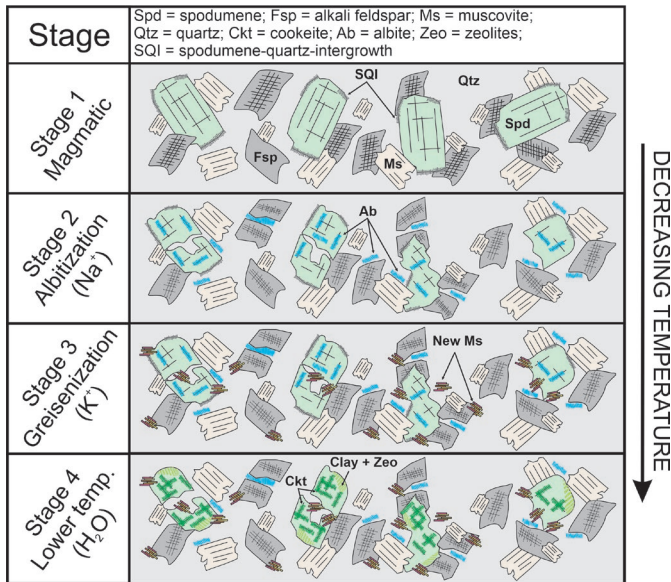 Stage
Spd = spodumene; Fsp = alkali feldspar; Ms = muscovite;
Qtz = quartz; Ckt = cookeite; Ab = albite; Zeo = zeolites;
SQI = spodumene-quartz-intergrowth
Stage 1
Magmatic
SQI
Qtz
Fsp
Ms
Spd
Stage 2
Albitization
(Na⁺)
Ab
Stage 3
Greisenization
(K⁺)
New Ms
Stage 4
Lower temp.
(H₂O)
Clay + Zeo
Ckt
DECREASING TEMPERATURE